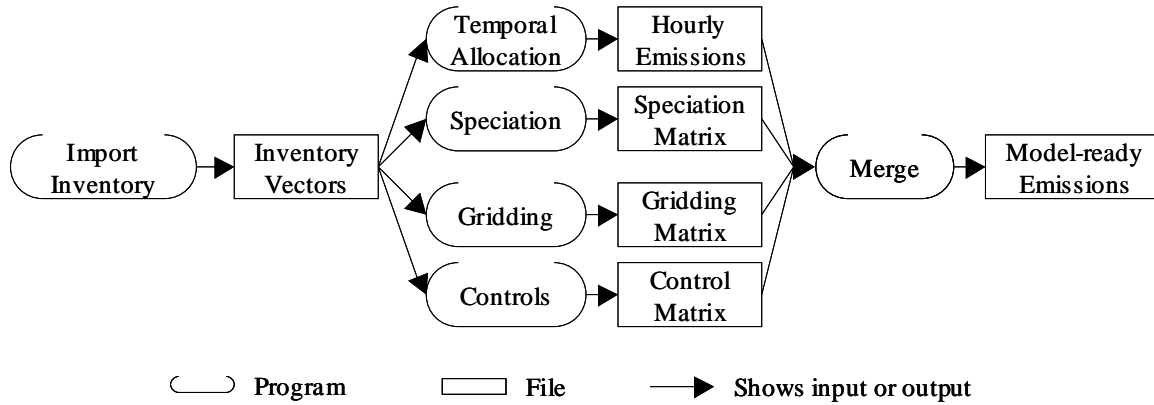 Import
Inventory
Inventory
Vectors
Temporal
Allocation
Hourly
Emissions
Speciation
Speciation
Matrix
Gridding
Gridding
Matrix
Controls
Control
Matrix
Merge
Model-ready
Emissions
Program
File
Shows input or output